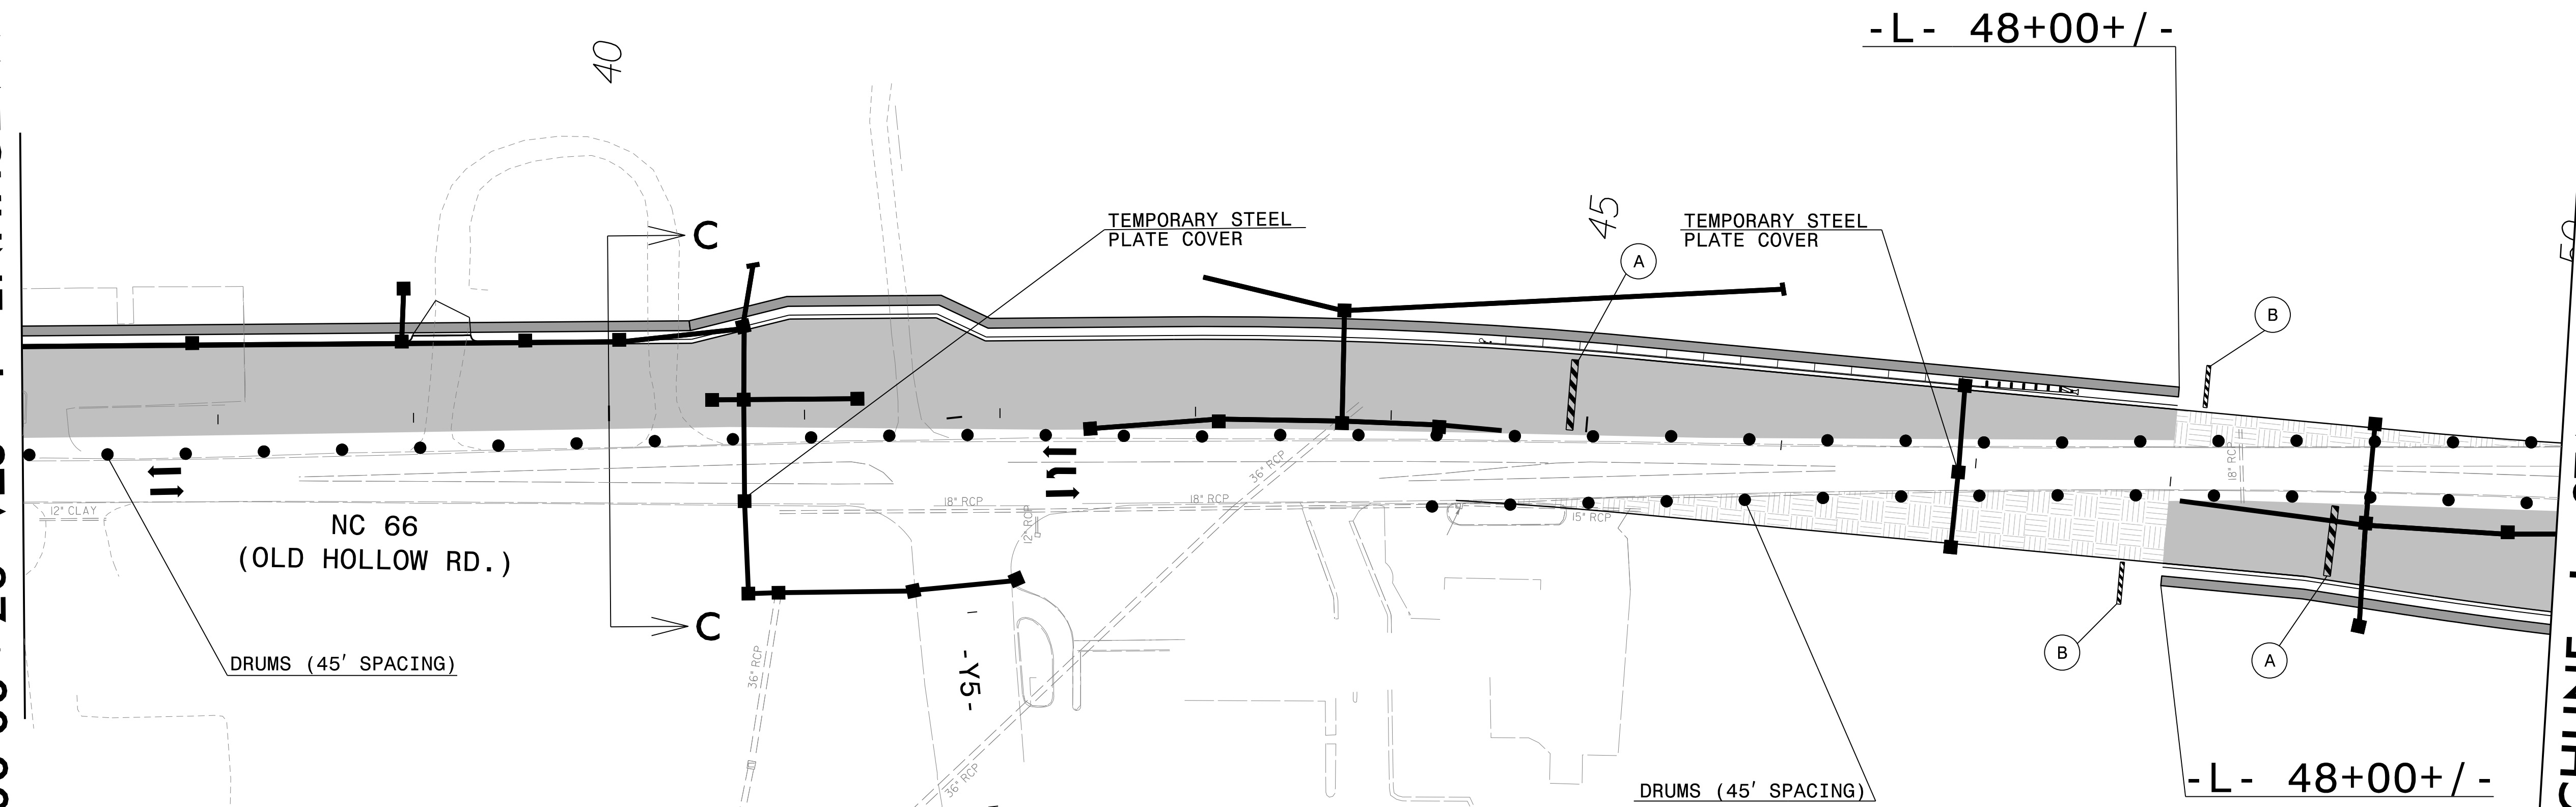 -L- 48+00+/-
40
45
TEMPORARY STEEL
PLATE COVER
TEMPORARY STEEL
PLATE COVER
C
A
B
36" RCP
18" RCP
18" RCP
18" RCP
12" RCP
15" RCP
12" CLAY
NC 66
(OLD HOLLOW RD.)
C
DRUMS (45' SPACING)
36" RCP
-Y5-
36" RCP
B
A
DRUMS (45' SPACING)
-L- 48+00+/-